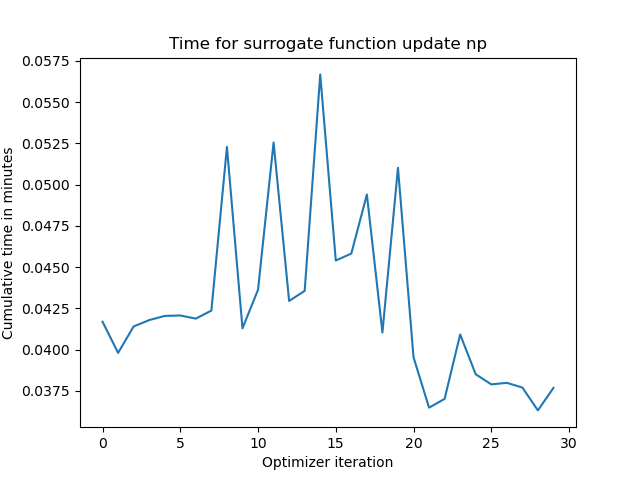 Time for surrogate function update np
Cumulative time in minutes
0.0575
0.0550
0.0525
0.0500
0.0475
0.0450
0.0425
0.0400
0.0375
0 5 10 15 20 25 30
Optimizer iteration